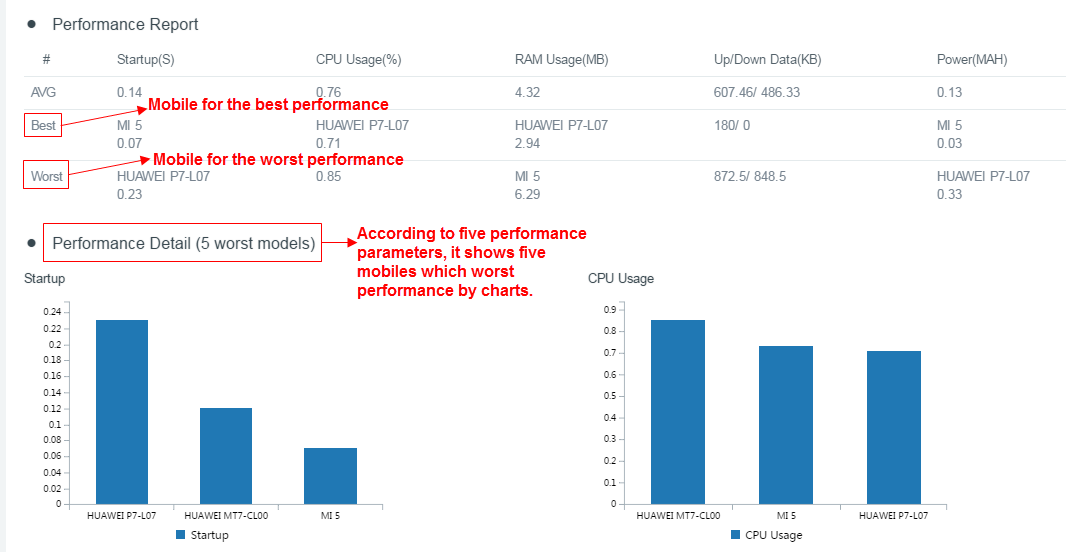 Performance Report
# Startup(S) CPU Usage(%) RAM Usage(MB) Up/Down Data(KB) Power(MAH)
AVG 0.14 0.76 4.32 607.46/ 486.33 0.13
Mobile for the best performance
Best MI 5 HUAWEI P7-L07 HUAWEI P7-L07 180/ 0 MI 5
0.07 0.71 2.94 0.03
Mobile for the worst performance
Worst HUAWEI P7-L07 0.85 MI 5 872.5/ 848.5 HUAWEI P7-L07
0.23 6.29 0.33
Performance Detail (5 worst models)
According to five performance
parameters, it shows five
mobiles which worst
performance by charts.
Startup
0.24
0.22
0.2
0.18
0.16
0.14
0.12
0.1
0.08
0.06
0.04
0.02
0
HUAWEI P7-L07 HUAWEI MT7-CL00 MI 5
Startup
CPU Usage
0.9
0.8
0.7
0.6
0.5
0.4
0.3
0.2
0.1
0
HUAWEI MT7-CL00 MI 5 HUAWEI P7-L07
CPU Usage